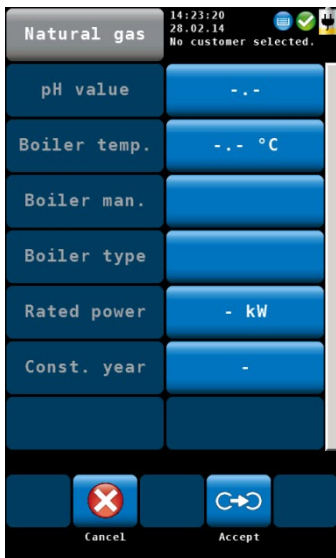 Natural gas
14:23:20
28.02.14
No customer selected.
pH value
-.-
Boiler temp.
-.- °C
Boiler man.
Boiler type
Rated power
- kW
Const. year
-
Cancel
Accept